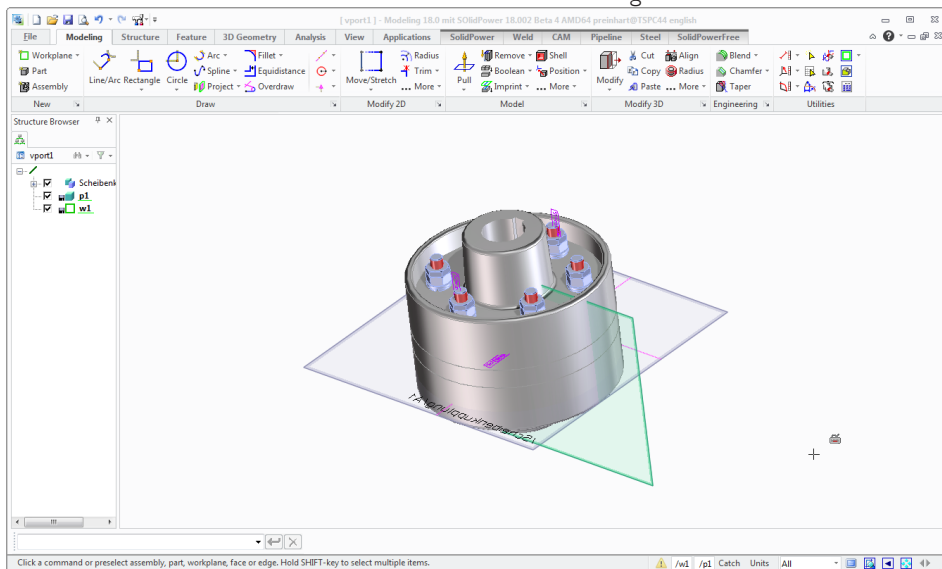 [ vport1 ] - Modeling 18.0 mit SOlidPower 18.002 Beta 4 AMD64 preinhart@TSPC44 english
File Modeling Structure Feature 3D Geometry Analysis View Applications SolidPower Weld CAM Pipeline Steel SolidPowerFree
Workplane Arc Fillet Radius Remove Shell Cut Align Blend
Part Line/Arc Rectangle Circle Spline Equidistance Move/Stretch Trim Pull Boolean Position Modify Copy Radius Chamfer
Assembly Project Overdraw ... More Imprint ... More Paste ... More Taper
New Draw Modify 2D Model Modify 3D Engineering Utilities
Structure Browser
vport1
Scheibenk
p1
w1
Click a command or preselect assembly, part, workplane, face or edge. Hold SHIFT-key to select multiple items.
/w1 /p1 Catch Units All